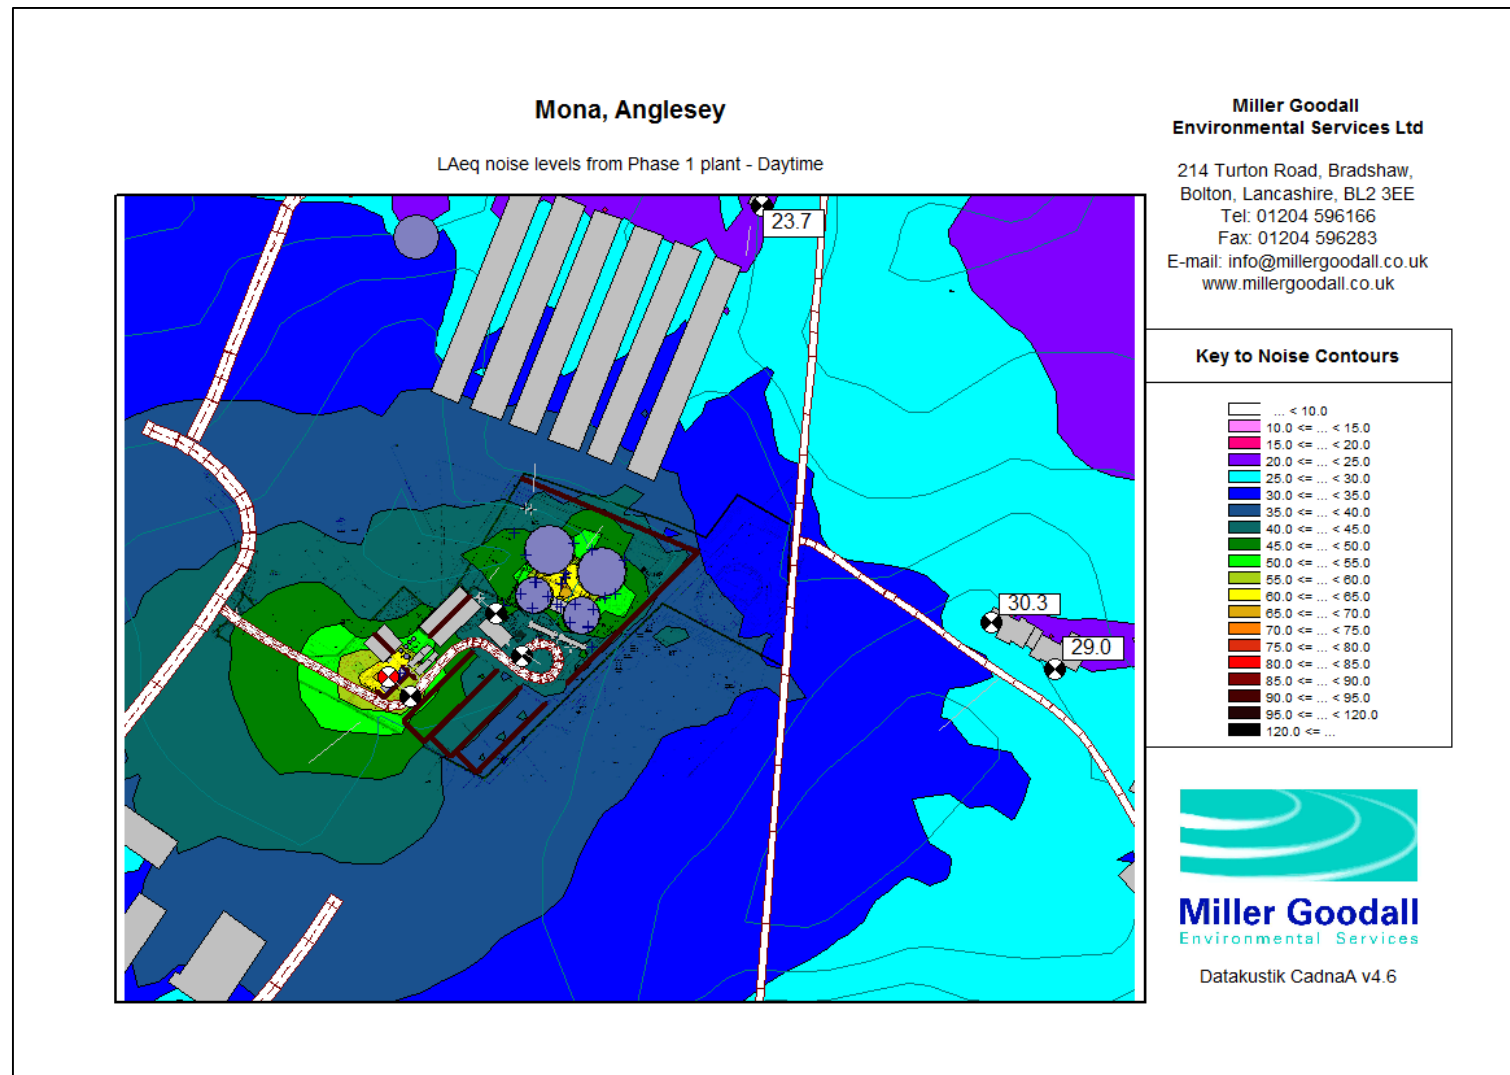 Mona, Anglesey
LAeq noise levels from Phase 1 plant - Daytime
23.7
30.3
29.0
Miller Goodall
Environmental Services Ltd
214 Turton Road, Bradshaw,
Bolton, Lancashire, BL2 3EE
Tel: 01204 596166
Fax: 01204 596283
E-mail: info@millergoodall.co.uk
www.millergoodall.co.uk
Key to Noise Contours
... < 10.0
10.0 <= ... < 15.0
15.0 <= ... < 20.0
20.0 <= ... < 25.0
25.0 <= ... < 30.0
30.0 <= ... < 35.0
35.0 <= ... < 40.0
40.0 <= ... < 45.0
45.0 <= ... < 50.0
50.0 <= ... < 55.0
55.0 <= ... < 60.0
60.0 <= ... < 65.0
65.0 <= ... < 70.0
70.0 <= ... < 75.0
75.0 <= ... < 80.0
80.0 <= ... < 85.0
85.0 <= ... < 90.0
90.0 <= ... < 95.0
95.0 <= ... < 120.0
120.0 <= ...
Miller Goodall
Environmental Services
Datakustik CadnaA v4.6